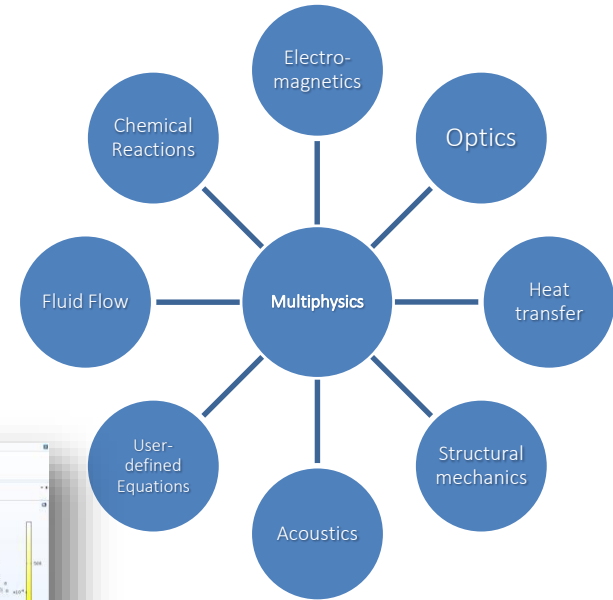 Electro-
magnetics
Chemical
Reactions
Optics
Fluid Flow
Multiphysics
Heat
transfer
User-
defined
Equations
Structural
mechanics
Acoustics